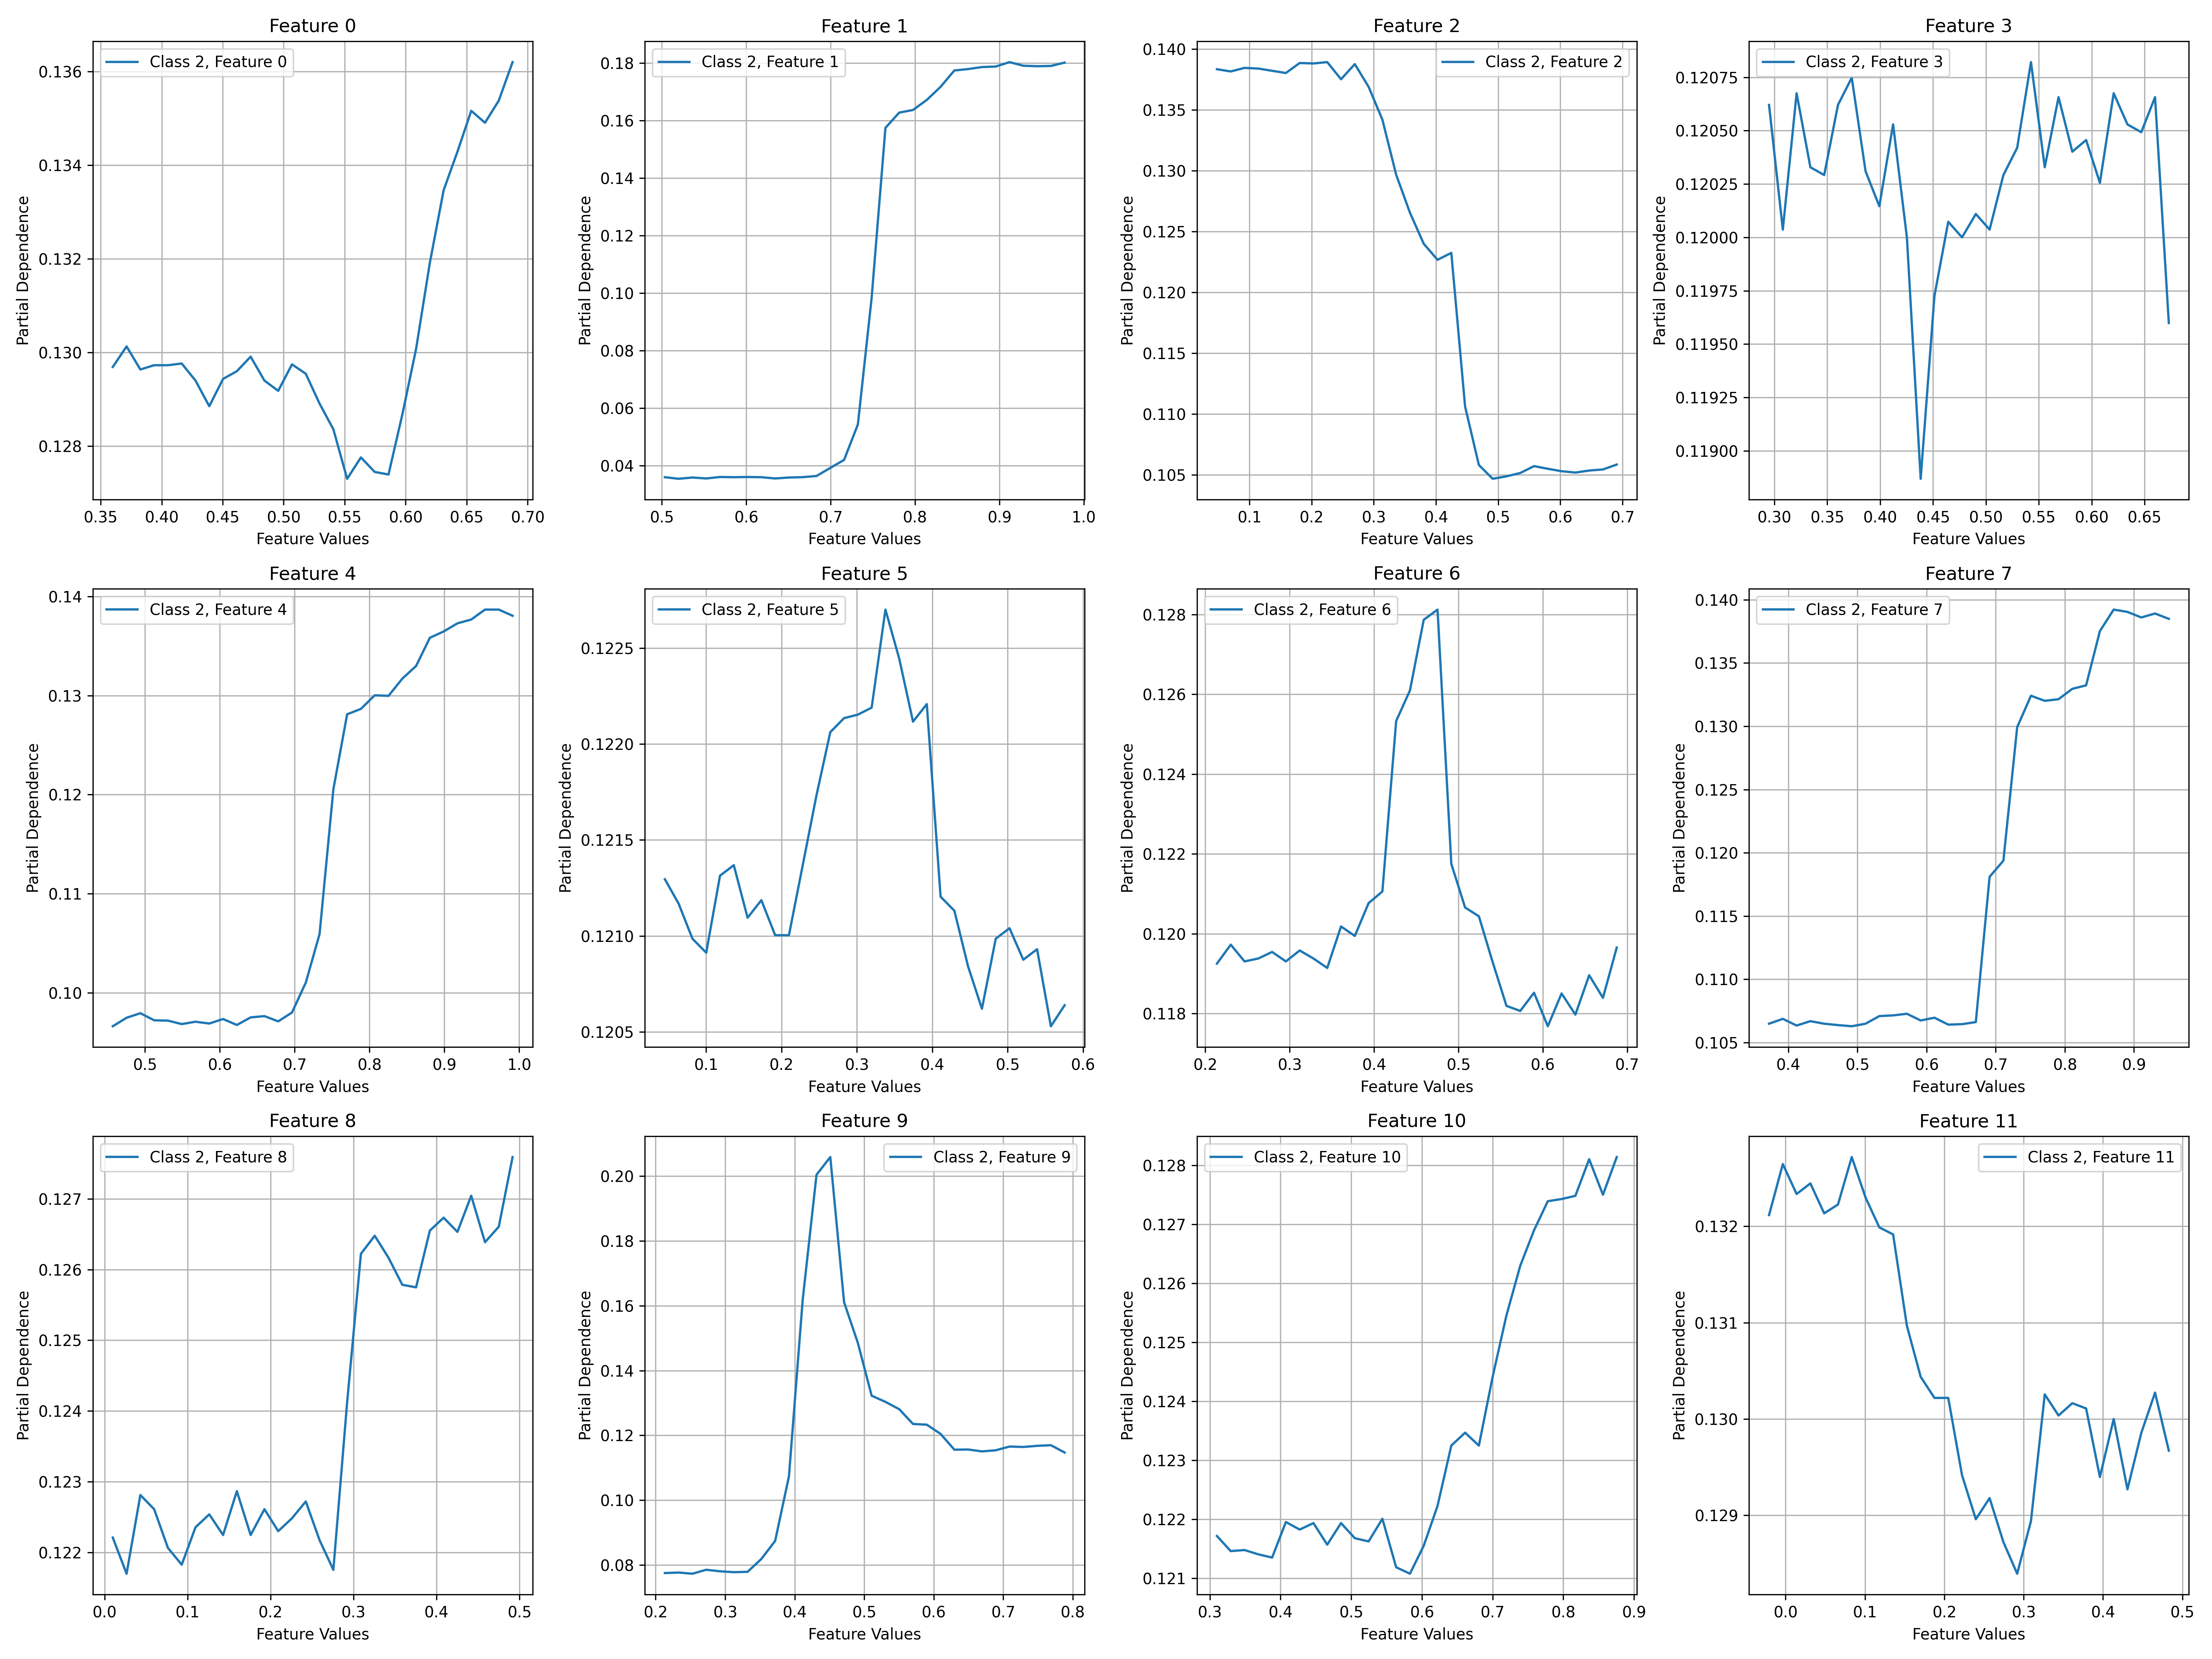 Feature 0
Class 2, Feature 0
Partial Dependence
0.136
0.134
0.132
0.130
0.128
0.35 0.40 0.45 0.50 0.55 0.60 0.65 0.70
Feature Values
Feature 1
Class 2, Feature 1
Partial Dependence
0.18
0.16
0.14
0.12
0.10
0.08
0.06
0.04
0.5 0.6 0.7 0.8 0.9 1.0
Feature Values
Feature 2
Class 2, Feature 2
Partial Dependence
0.140
0.135
0.130
0.125
0.120
0.115
0.110
0.105
0.1 0.2 0.3 0.4 0.5 0.6 0.7
Feature Values
Feature 3
Class 2, Feature 3
Partial Dependence
0.12075
0.12050
0.12025
0.12000
0.11975
0.11950
0.11925
0.11900
0.30 0.35 0.40 0.45 0.50 0.55 0.60 0.65
Feature Values
Feature 4
Class 2, Feature 4
Partial Dependence
0.14
0.13
0.12
0.11
0.10
0.5 0.6 0.7 0.8 0.9 1.0
Feature Values
Feature 5
Class 2, Feature 5
Partial Dependence
0.1225
0.1220
0.1215
0.1210
0.1205
0.1 0.2 0.3 0.4 0.5 0.6
Feature Values
Feature 6
Class 2, Feature 6
Partial Dependence
0.128
0.126
0.124
0.122
0.120
0.118
0.2 0.3 0.4 0.5 0.6 0.7
Feature Values
Feature 7
Class 2, Feature 7
Partial Dependence
0.140
0.135
0.130
0.125
0.120
0.115
0.110
0.105
0.4 0.5 0.6 0.7 0.8 0.9
Feature Values
Feature 8
Class 2, Feature 8
Partial Dependence
0.127
0.126
0.125
0.124
0.123
0.122
0.0 0.1 0.2 0.3 0.4 0.5
Feature Values
Feature 9
Class 2, Feature 9
Partial Dependence
0.20
0.18
0.16
0.14
0.12
0.10
0.08
0.2 0.3 0.4 0.5 0.6 0.7 0.8
Feature Values
Feature 10
Class 2, Feature 10
Partial Dependence
0.128
0.127
0.126
0.125
0.124
0.123
0.122
0.121
0.3 0.4 0.5 0.6 0.7 0.8 0.9
Feature Values
Feature 11
Class 2, Feature 11
Partial Dependence
0.132
0.131
0.130
0.129
0.0 0.1 0.2 0.3 0.4 0.5
Feature Values